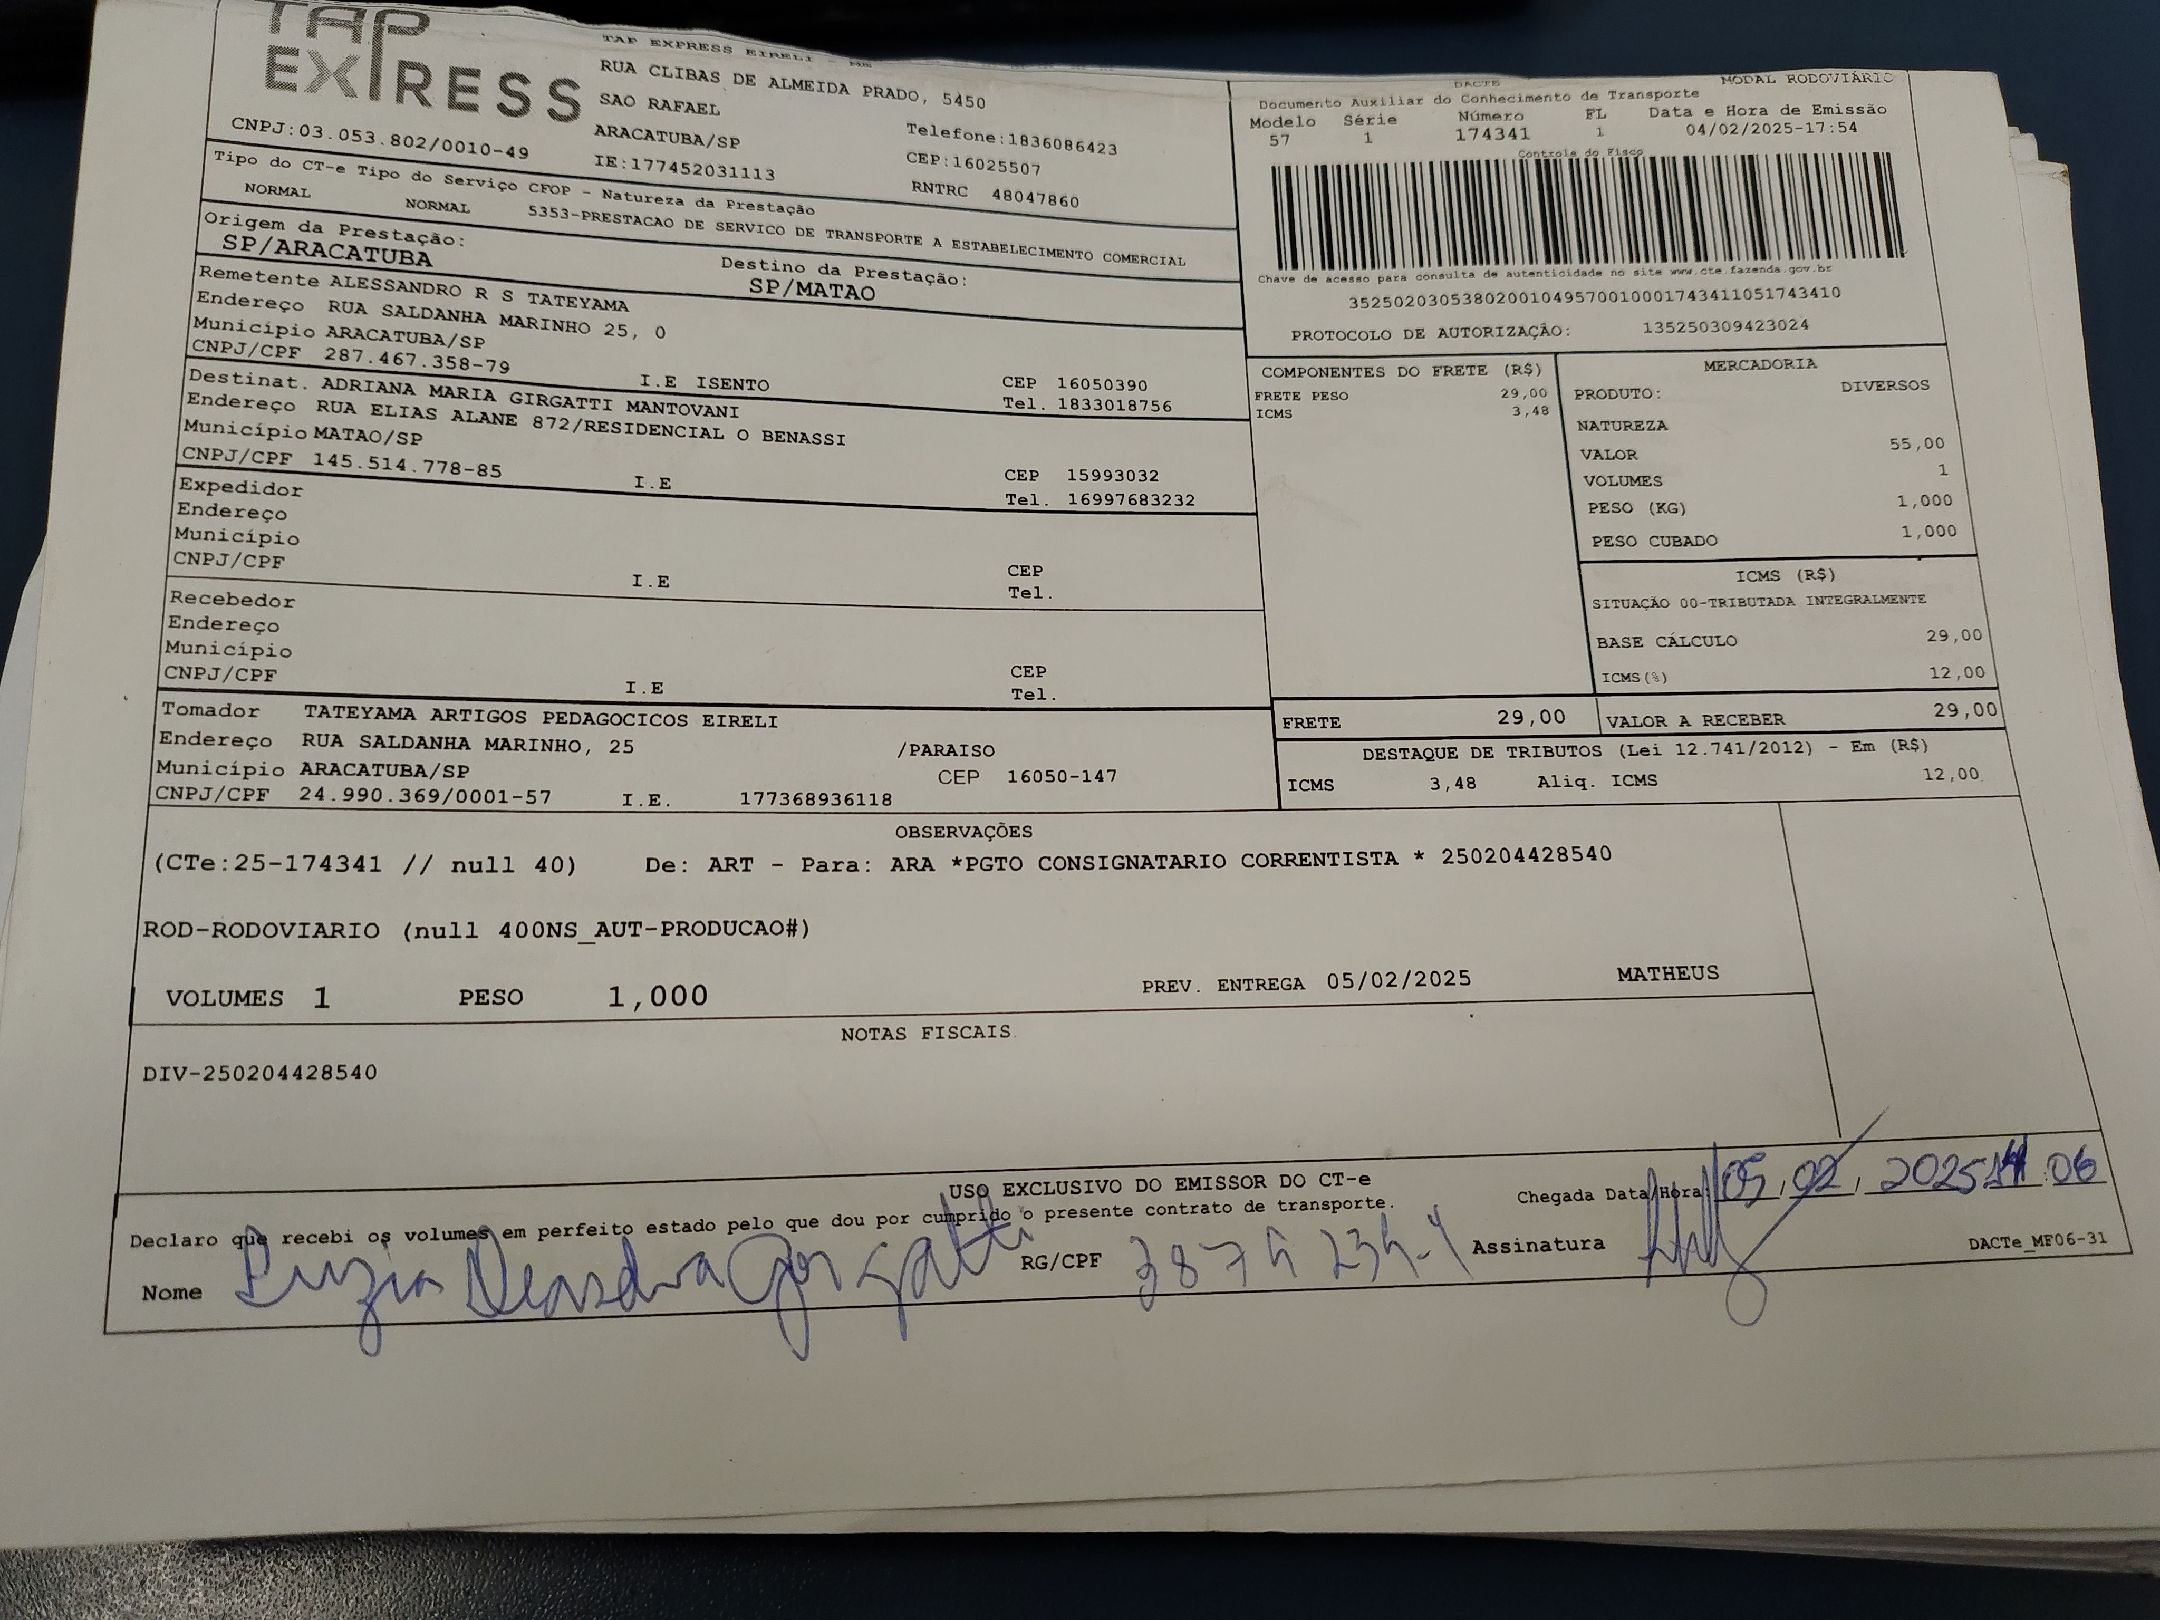 TAP
EXPRESS
TAP EXPRESS EIRELI - ME
RUA CLIBAS DE ALMEIDA PRADO, 5450
SAO RAFAEL
ARACATUBA/SP
Telefone:1836086423
CNPJ:03.053.802/0010-49
IE:177452031113
CEP:16025507
RNTRC 48047860
Tipo do CT-e Tipo do Serviço CFOP - Natureza da Prestação
NORMAL NORMAL 5353-PRESTACAO DE SERVICO DE TRANSPORTE A ESTABELECIMENTO COMERCIAL
Origem da Prestação:
SP/ARACATUBA
Destino da Prestação:
SP/MATAO
DACTE
MODAL RODOVIÁRIO
Documento Auxiliar do Conhecimento de Transporte
Modelo Série Número FL Data e Hora de Emissão
57 1 174341 1 04/02/2025-17:54
Controle do Fisco
Chave de acesso para consulta de autenticidade no site www.cte.fazenda.gov.br
35250203053802001049570010001743411051743410
PROTOCOLO DE AUTORIZAÇÃO: 135250309423024
Remetente ALESSANDRO R S TATEYAMA
Endereço RUA SALDANHA MARINHO 25, 0
Município ARACATUBA/SP
CEP 16050390
CNPJ/CPF 287.467.358-79 I.E ISENTO Tel. 1833018756
Destinat. ADRIANA MARIA GIRGATTI MANTOVANI
Endereço RUA ELIAS ALANE 872/RESIDENCIAL O BENASSI
Município MATAO/SP
CEP 15993032
CNPJ/CPF 145.514.778-85 I.E Tel. 16997683232
Expedidor
Endereço
Município
CEP
CNPJ/CPF I.E Tel.
Recebedor
Endereço
Município
CEP
CNPJ/CPF I.E Tel.
Tomador TATEYAMA ARTIGOS PEDAGOCICOS EIRELI
Endereço RUA SALDANHA MARINHO, 25 /PARAISO
Município ARACATUBA/SP CEP 16050-147
CNPJ/CPF 24.990.369/0001-57 I.E. 177368936118
COMPONENTES DO FRETE (R$)
FRETE PESO 29,00
ICMS 3,48
MERCADORIA
PRODUTO: DIVERSOS
NATUREZA
VALOR 55,00
VOLUMES 1
PESO (KG) 1,000
PESO CUBADO 1,000
ICMS (R$)
SITUAÇÃO 00-TRIBUTADA INTEGRALMENTE
BASE CÁLCULO 29,00
ICMS(%) 12,00
FRETE 29,00 VALOR A RECEBER 29,00
DESTAQUE DE TRIBUTOS (Lei 12.741/2012) - Em (R$)
ICMS 3,48 Aliq. ICMS 12,00
OBSERVAÇÕES
(CTe:25-174341 // null 40) De: ART - Para: ARA *PGTO CONSIGNATARIO CORRENTISTA * 250204428540
ROD-RODOVIARIO (null 400NS_AUT-PRODUCAO#)
VOLUMES 1 PESO 1,000 PREV. ENTREGA 05/02/2025 MATHEUS
NOTAS FISCAIS
DIV-250204428540
USO EXCLUSIVO DO EMISSOR DO CT-e
Declaro que recebi os volumes em perfeito estado pelo que dou por cumprido o presente contrato de transporte.
Chegada Data/Hora: 05, 02, 2025 06
Nome Luzia RG/CPF Assinatura
DACTe_MF06-31